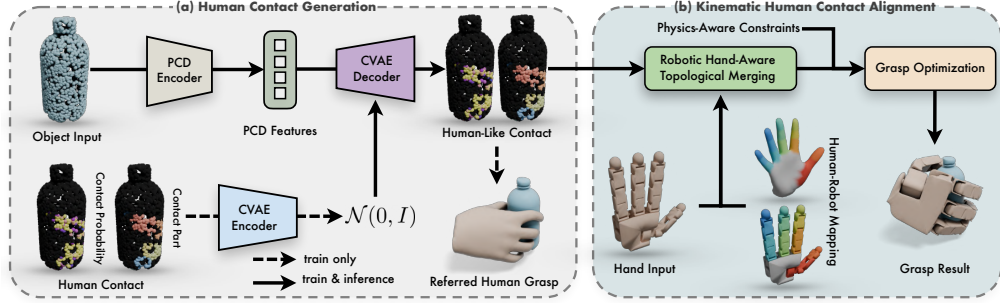 (a) Human Contact Generation
(b) Kinematic Human Contact Alignment
PCD
Encoder
CVAE
Decoder
Object Input
PCD Features
Human-Like Contact
Contact Probability
Contact Part
CVAE
Encoder
N(0, I)
Human Contact
train only
train & inference
Referred Human Grasp
Physics-Aware Constraints
Robotic Hand-Aware
Topological Merging
Grasp Optimization
Human-Robot Mapping
Hand Input
Grasp Result